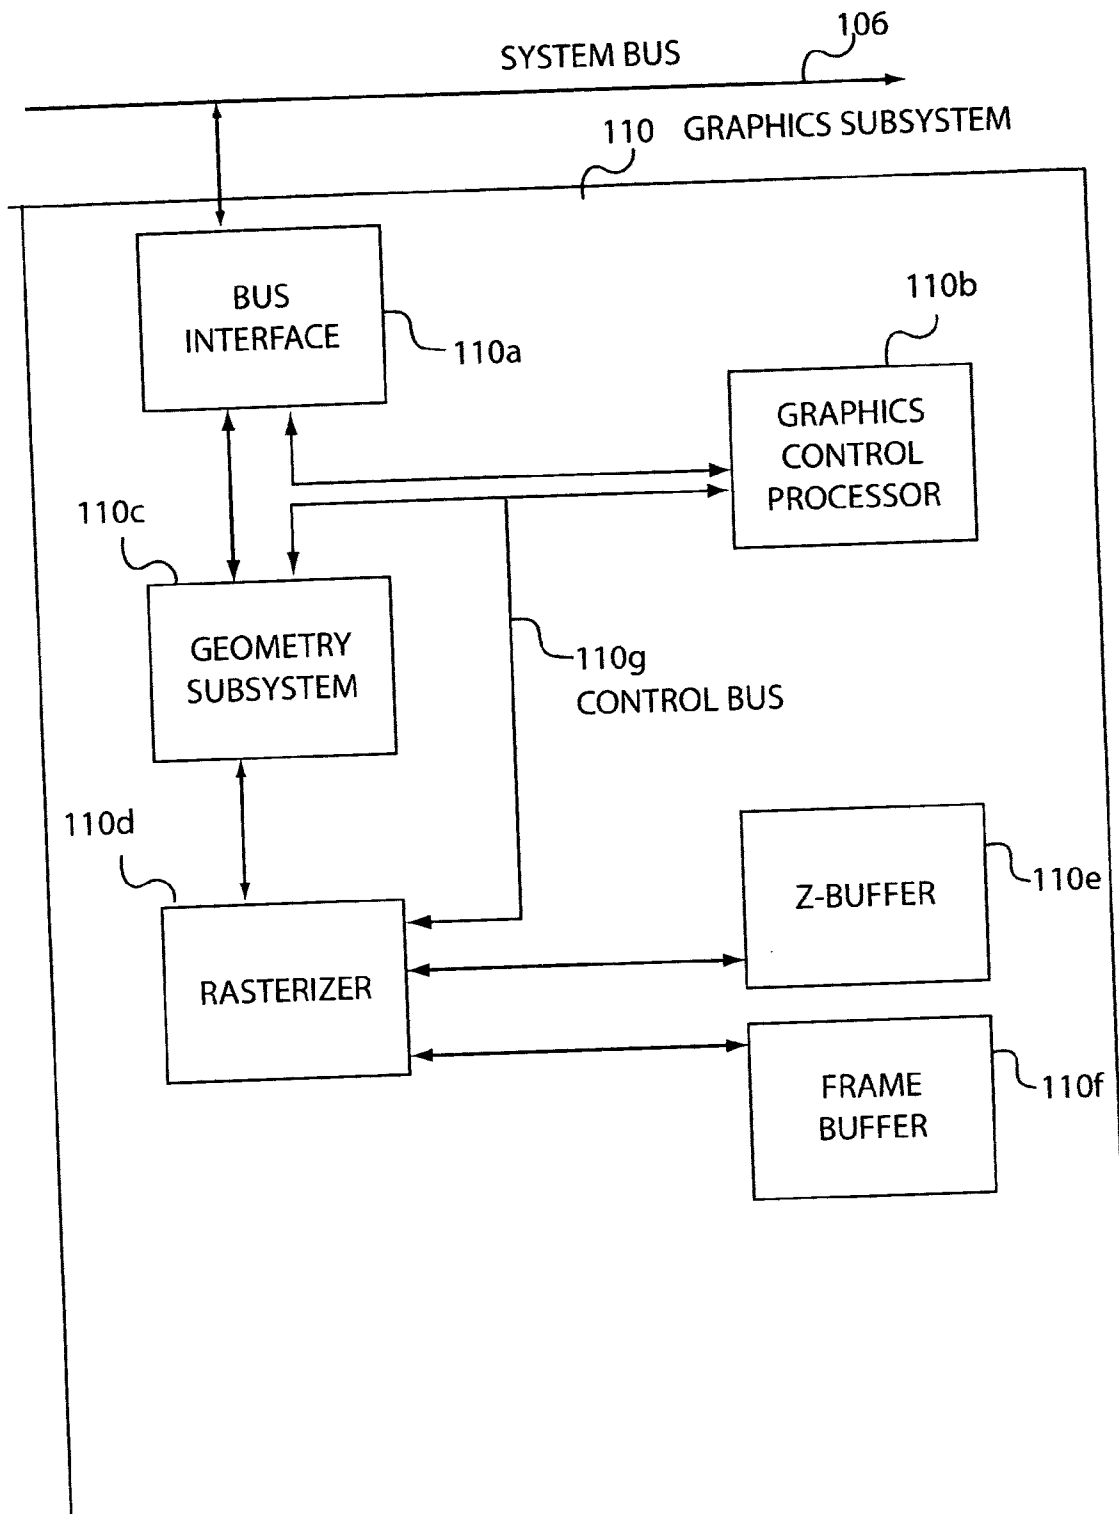 106
SYSTEM BUS
110 GRAPHICS SUBSYSTEM
BUS
INTERFACE
110a
110b
GRAPHICS
CONTROL
PROCESSOR
110c
GEOMETRY
SUBSYSTEM
110g
CONTROL BUS
110d
RASTERIZER
Z-BUFFER
110e
FRAME
BUFFER
110f